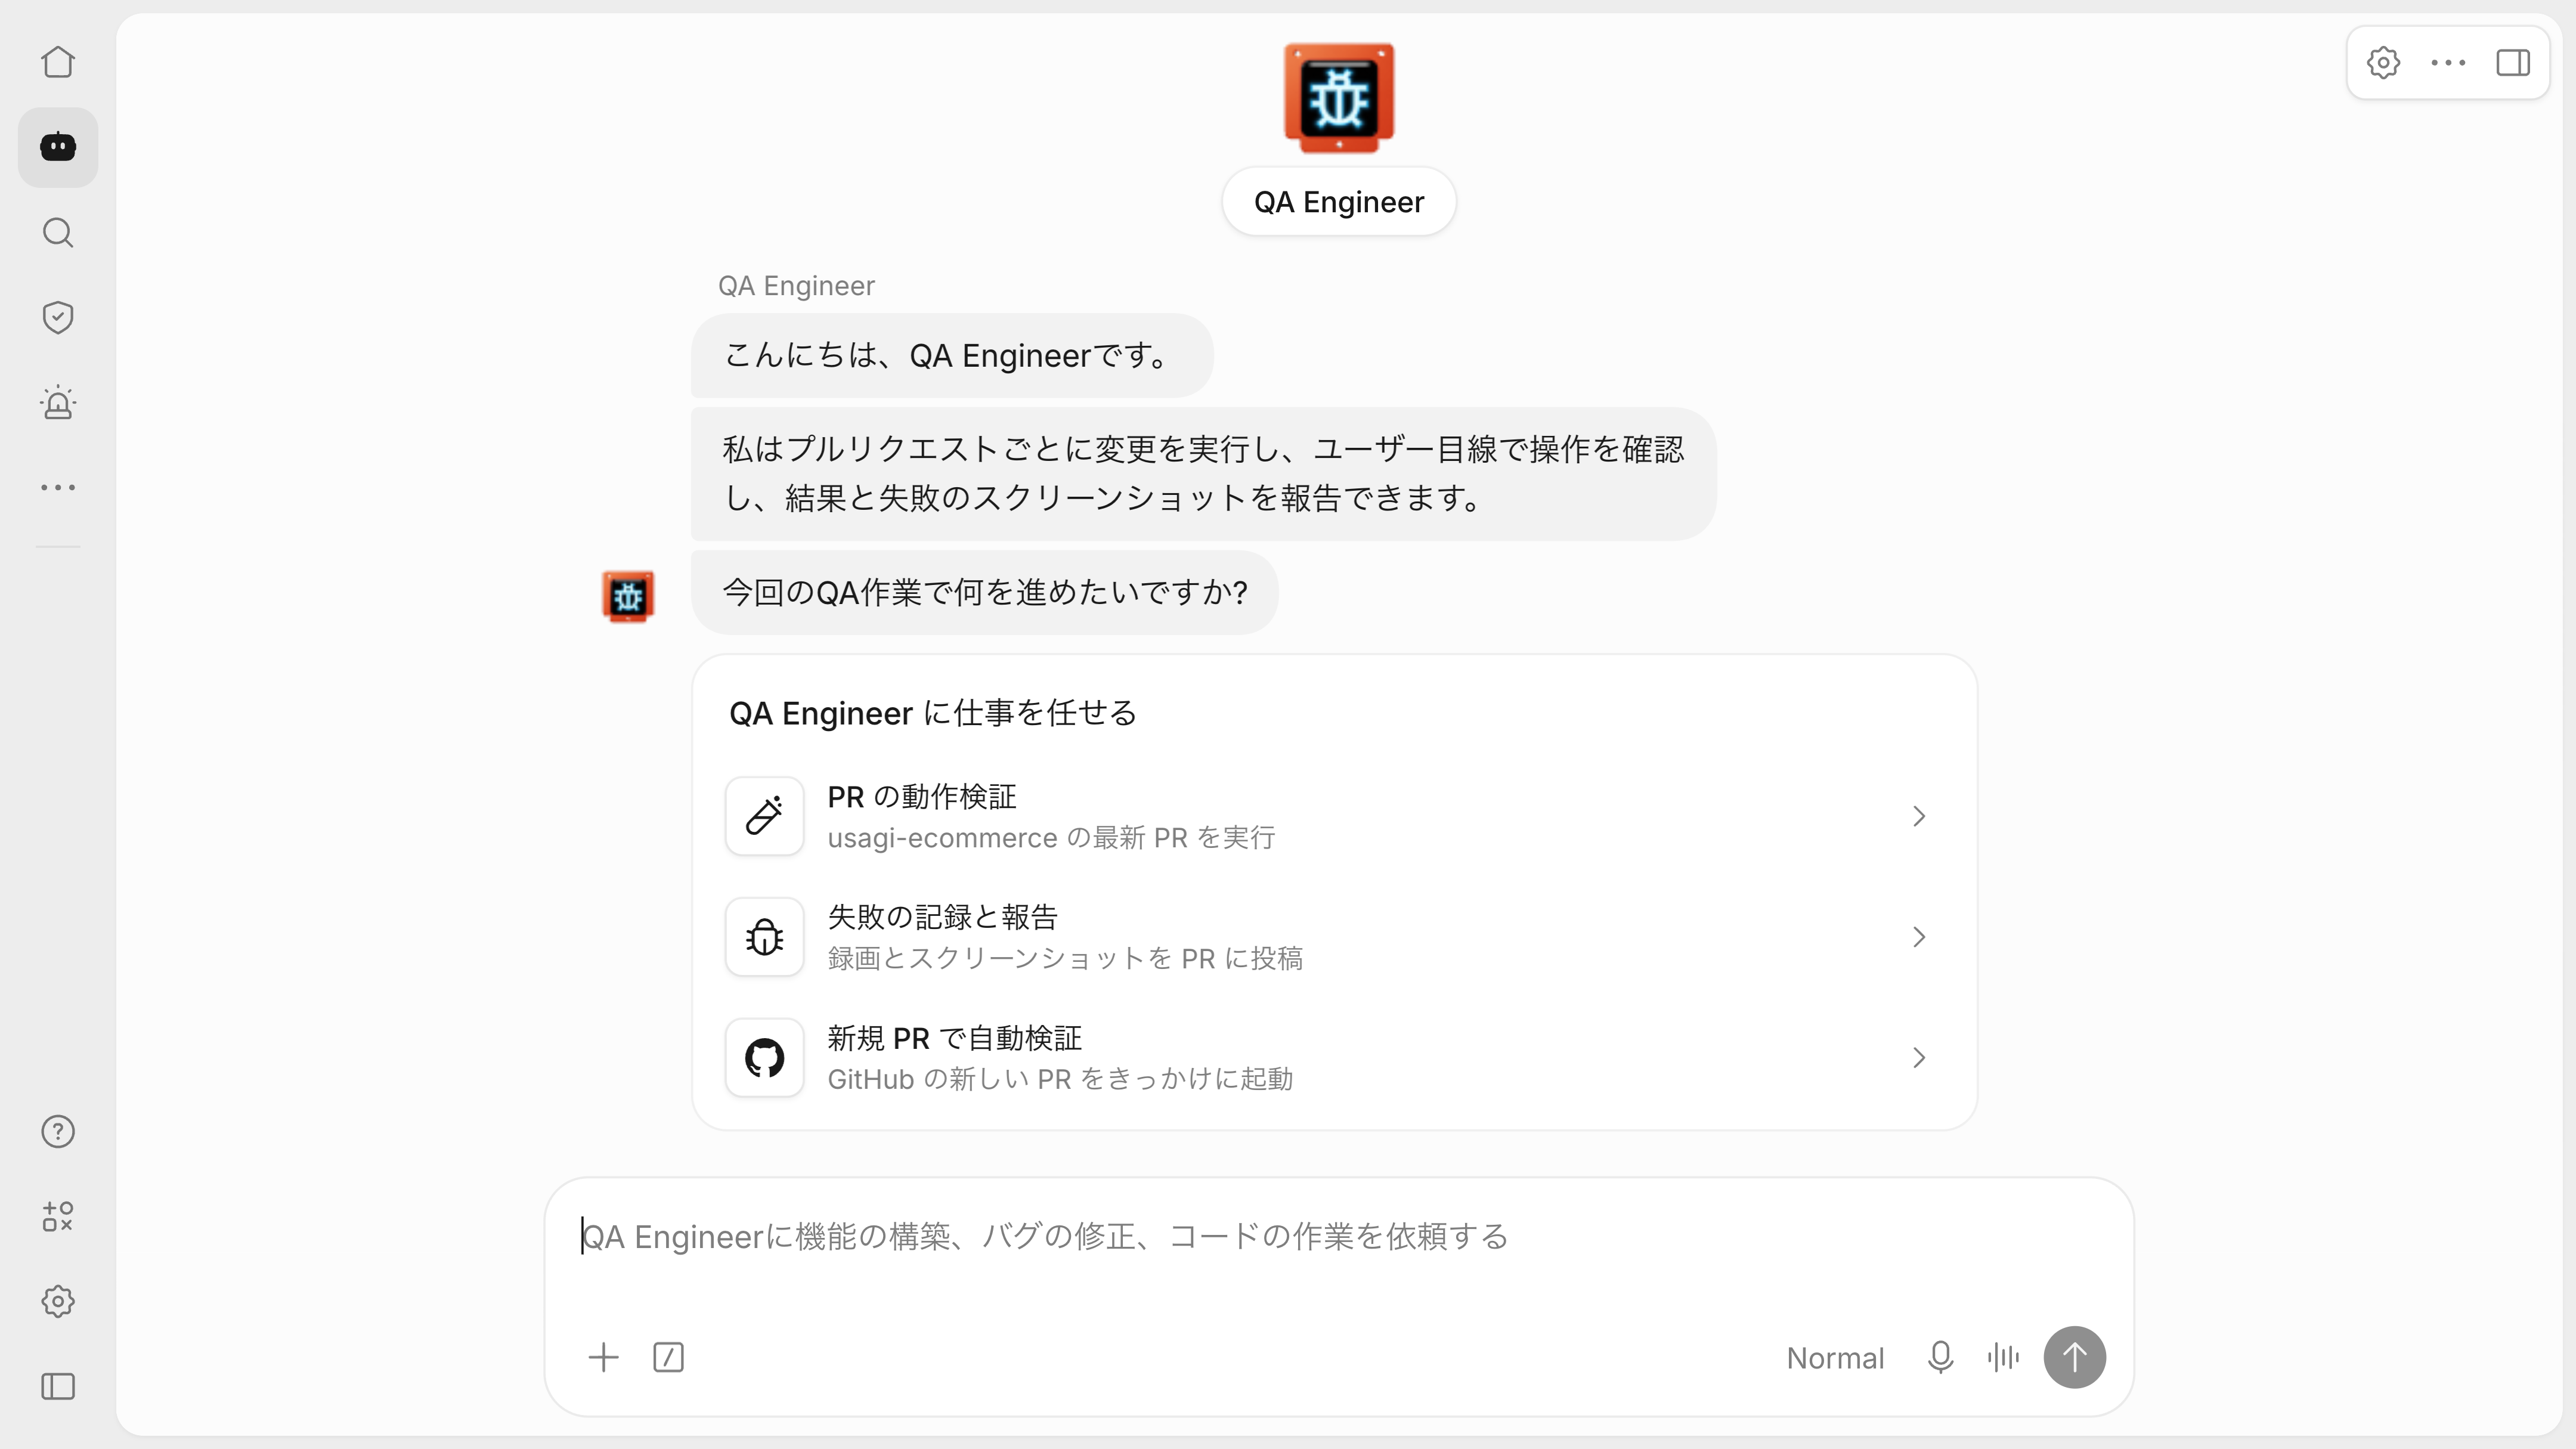 QA Engineer
QA Engineer
こんにちは、QA Engineerです。
私はプルリクエストごとに変更を実行し、ユーザー目線で操作を確認
し、結果と失敗のスクリーンショットを報告できます。
今回のQA作業で何を進めたいですか?
QA Engineer に仕事を任せる
PR の動作検証
usagi-ecommerce の最新 PR を実行
失敗の記録と報告
録画とスクリーンショットを PR に投稿
新規 PR で自動検証
GitHub の新しい PR をきっかけに起動
QA Engineerに機能の構築、バグの修正、コードの作業を依頼する
Normal